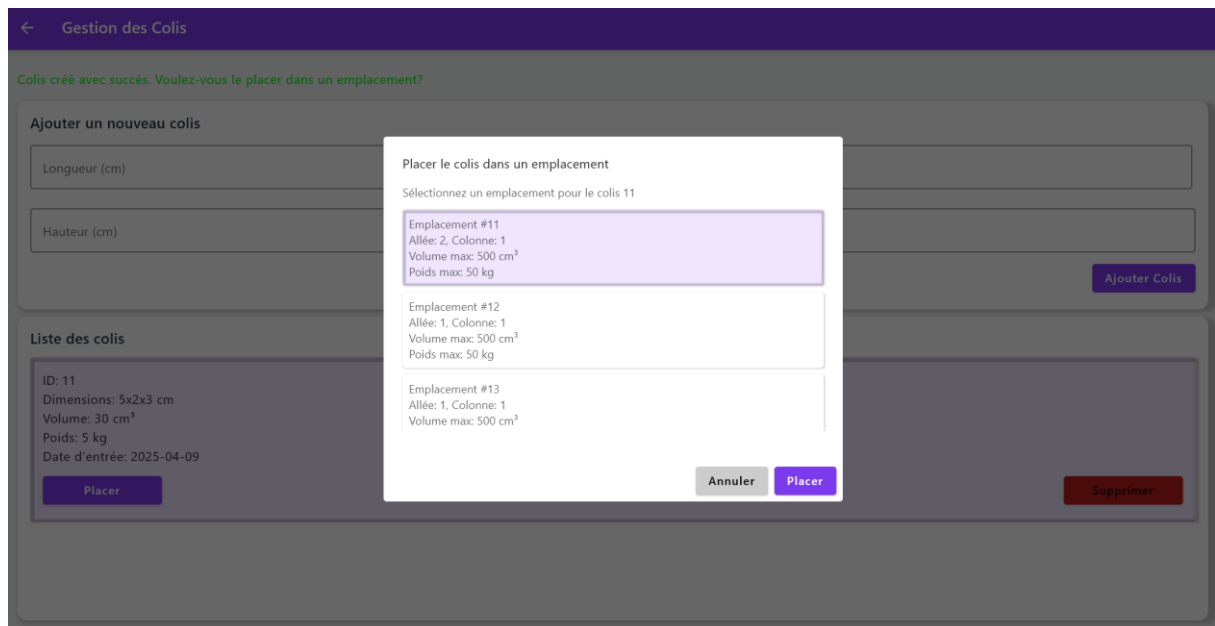 Gestion des Colis
Colis créé avec succès. Voulez-vous le placer dans un emplacement?
Ajouter un nouveau colis
Longueur (cm)
Hauteur (cm)
Ajouter Colis
Liste des colis
ID: 11
Dimensions: 5x2x3 cm
Volume: 30 cm³
Poids: 5 kg
Date d'entrée: 2025-04-09
Placer
Supprimer
Placer le colis dans un emplacement
Sélectionnez un emplacement pour le colis 11
Emplacement #11
Allée: 2, Colonne: 1
Volume max: 500 cm³
Poids max: 50 kg
Emplacement #12
Allée: 1, Colonne: 1
Volume max: 500 cm³
Poids max: 50 kg
Emplacement #13
Allée: 1, Colonne: 1
Volume max: 500 cm³
Annuler
Placer